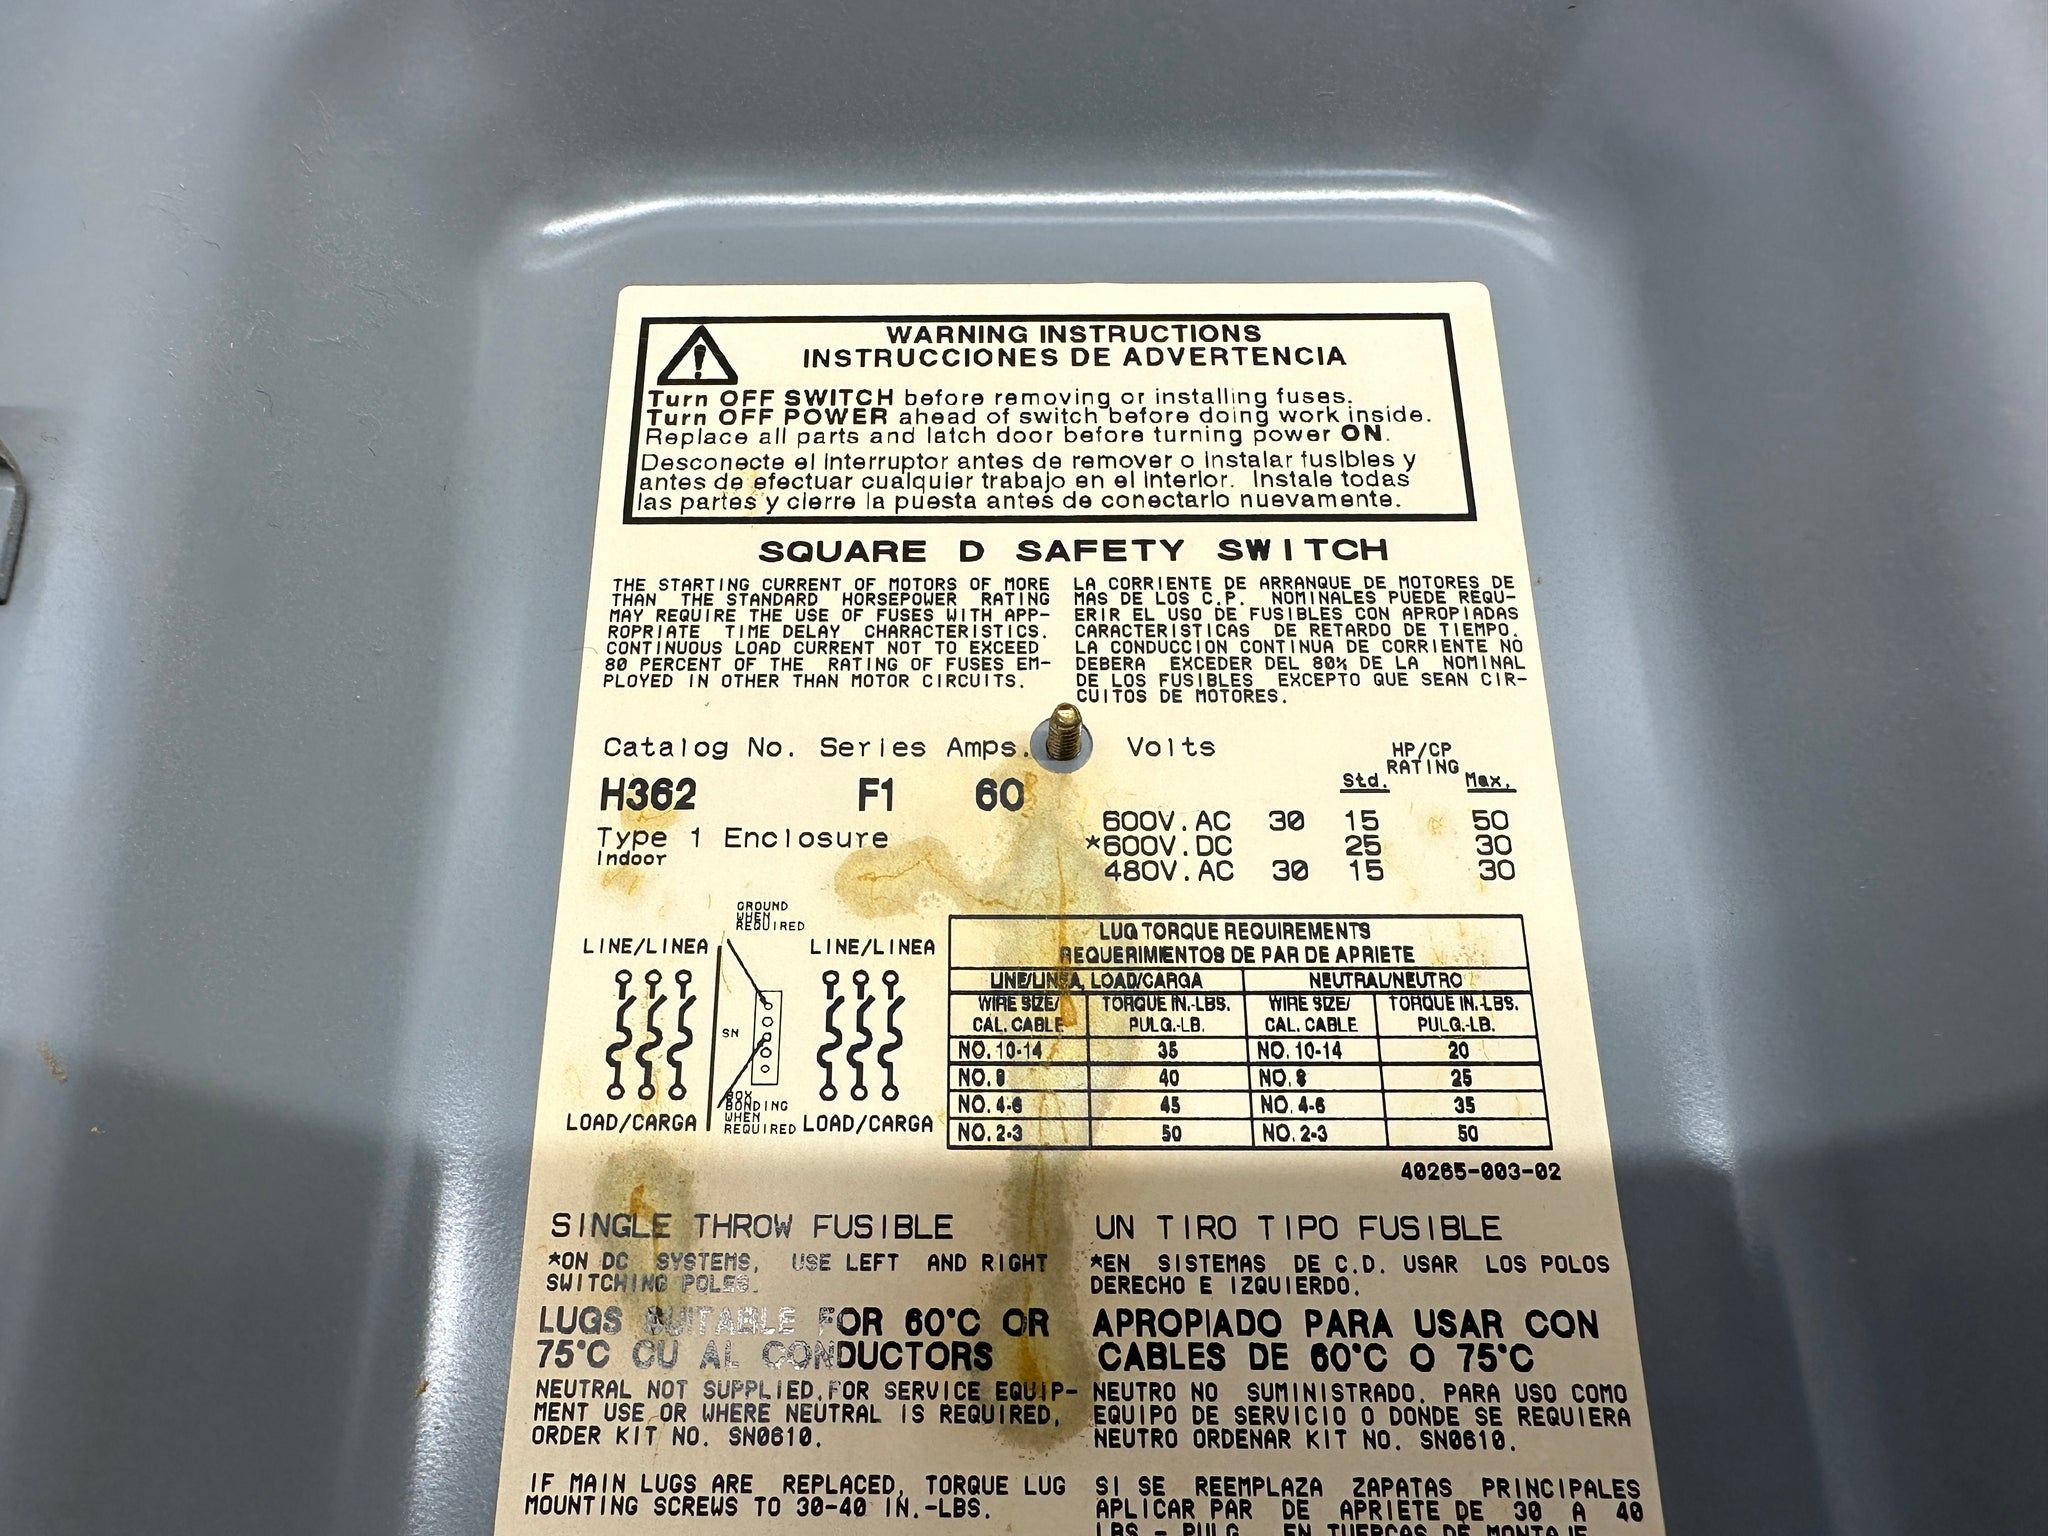 WARNING INSTRUCTIONS
INSTRUCCIONES DE ADVERTENCIA
Turn OFF SWITCH before removing or installing fuses.
Turn OFF POWER ahead of switch before doing work inside.
Replace all parts and latch door before turning power ON.
Desconecte el interruptor antes de remover o instalar fusibles y
antes de efectuar cualquier trabajo en el interior. Instale todas
las partes y cierre la puesta antes de conectarlo nuevamente.
SQUARE D SAFETY SWITCH
THE STARTING CURRENT OF MOTORS OF MORE
THAN THE STANDARD HORSEPOWER RATING
MAY REQUIRE THE USE OF FUSES WITH APP-
ROPRIATE TIME DELAY CHARACTERISTICS.
CONTINUOUS LOAD CURRENT NOT TO EXCEED
80 PERCENT OF THE RATING OF FUSES EM-
PLOYED IN OTHER THAN MOTOR CIRCUITS.
LA CORRIENTE DE ARRANQUE DE MOTORES DE
MAS DE LOS C.P. NOMINALES PUEDE REQU-
ERIR EL USO DE FUSIBLES CON APROPIADAS
CARACTERISTICAS DE RETARDO DE TIEMPO.
LA CONDUCCION CONTINUA DE CORRIENTE NO
DEBERA EXCEDER DEL 80% DE LA NOMINAL
DE LOS FUSIBLES EXCEPTO QUE SEAN CIR-
CUITOS DE MOTORES.
Catalog No. Series Amps. Volts HP/CP
RATING
Std. Max.
H362 F1 60
Type 1 Enclosure
Indoor
600V.AC 30 15 50
*600V.DC 25 30
480V.AC 30 15 30
GROUND
WHEN
REQUIRED
LINE/LINEA LINE/LINEA
SN
BOX
BONDING
WHEN
REQUIRED
LOAD/CARGA LOAD/CARGA
LUG TORQUE REQUIREMENTS
REQUERIMIENTOS DE PAR DE APRIETE
LINE/LINEA, LOAD/CARGA NEUTRAL/NEUTRO
WIRE SIZE/ TORQUE IN.-LBS. WIRE SIZE/ TORQUE IN.-LBS.
CAL. CABLE PULG.-LB. CAL. CABLE PULG.-LB.
NO. 10-14 35 NO. 10-14 20
NO. 8 40 NO. 8 25
NO. 4-6 45 NO. 4-6 35
NO. 2-3 50 NO. 2-3 50
40265-003-02
SINGLE THROW FUSIBLE
*ON DC SYSTEMS, USE LEFT AND RIGHT
SWITCHING POLES.
LUGS SUITABLE FOR 60°C OR
75°C CU AL CONDUCTORS
NEUTRAL NOT SUPPLIED. FOR SERVICE EQUIP-
MENT USE OR WHERE NEUTRAL IS REQUIRED,
ORDER KIT NO. SN0610.
IF MAIN LUGS ARE REPLACED, TORQUE LUG
MOUNTING SCREWS TO 30-40 IN.-LBS.
UN TIRO TIPO FUSIBLE
*EN SISTEMAS DE C.D. USAR LOS POLOS
DERECHO E IZQUIERDO.
APROPIADO PARA USAR CON
CABLES DE 60°C O 75°C
NEUTRO NO SUMINISTRADO. PARA USO COMO
EQUIPO DE SERVICIO O DONDE SE REQUIERA
NEUTRO ORDENAR KIT NO. SN0610.
SI SE REEMPLAZA ZAPATAS PRINCIPALES
APLICAR PAR DE APRIETE DE 30 A 40
LBS - PULG. EN TUERCAS DE MONTAJE